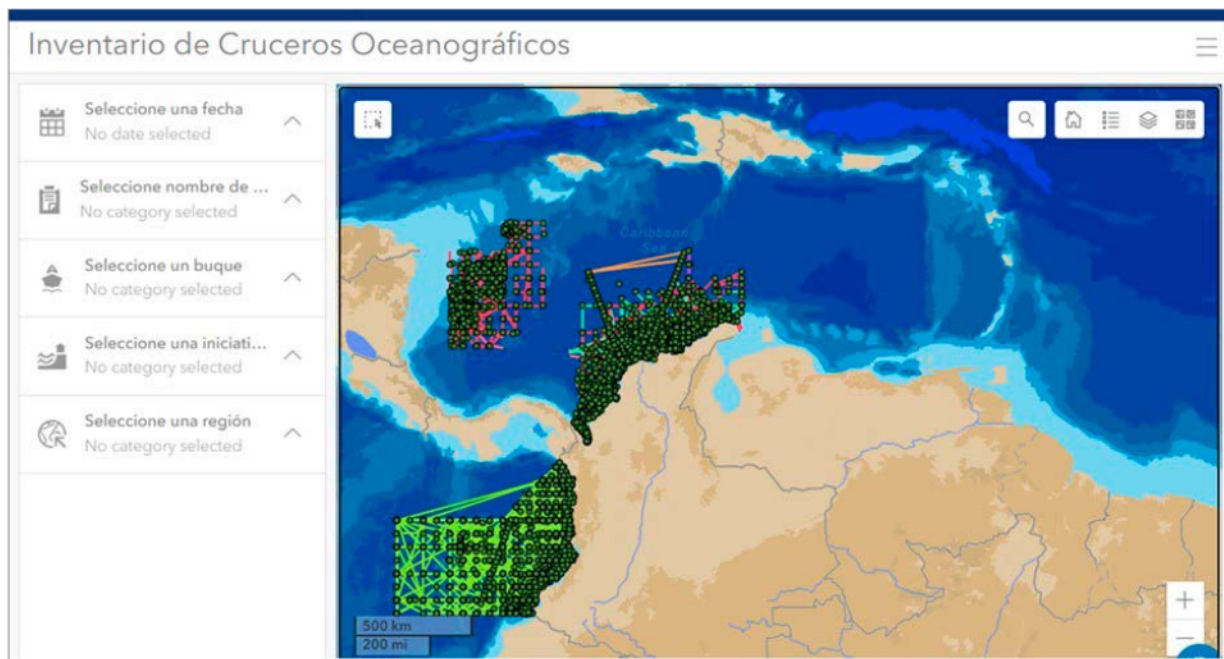 Inventario de Cruceros Oceanográficos
Seleccione una fecha
No date selected
Seleccione nombre de ...
No category selected
Seleccione un buque
No category selected
Seleccione una iniciati...
No category selected
Seleccione una región
No category selected
Caribbean
Sea
500 km
200 mi